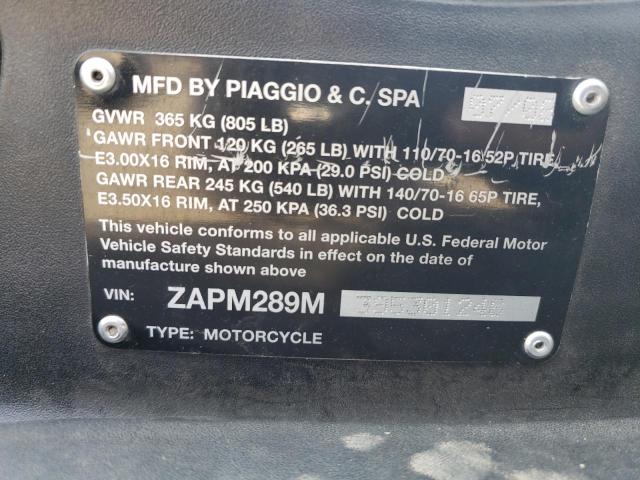 MFD BY PIAGGIO & C. SPA
GVWR 365 KG (805 LB)
GAWR FRONT 120 KG (265 LB) WITH 110/70-16 52P TIRE,
E3.00X16 RIM, AT 200 KPA (29.0 PSI) COLD
GAWR REAR 245 KG (540 LB) WITH 140/70-16 65P TIRE,
E3.50X16 RIM, AT 250 KPA (36.3 PSI) COLD
This vehicle conforms to all applicable U.S. Federal Motor
Vehicle Safety Standards in effect on the date of
manufacture shown above
VIN: ZAPM289M
TYPE: MOTORCYCLE